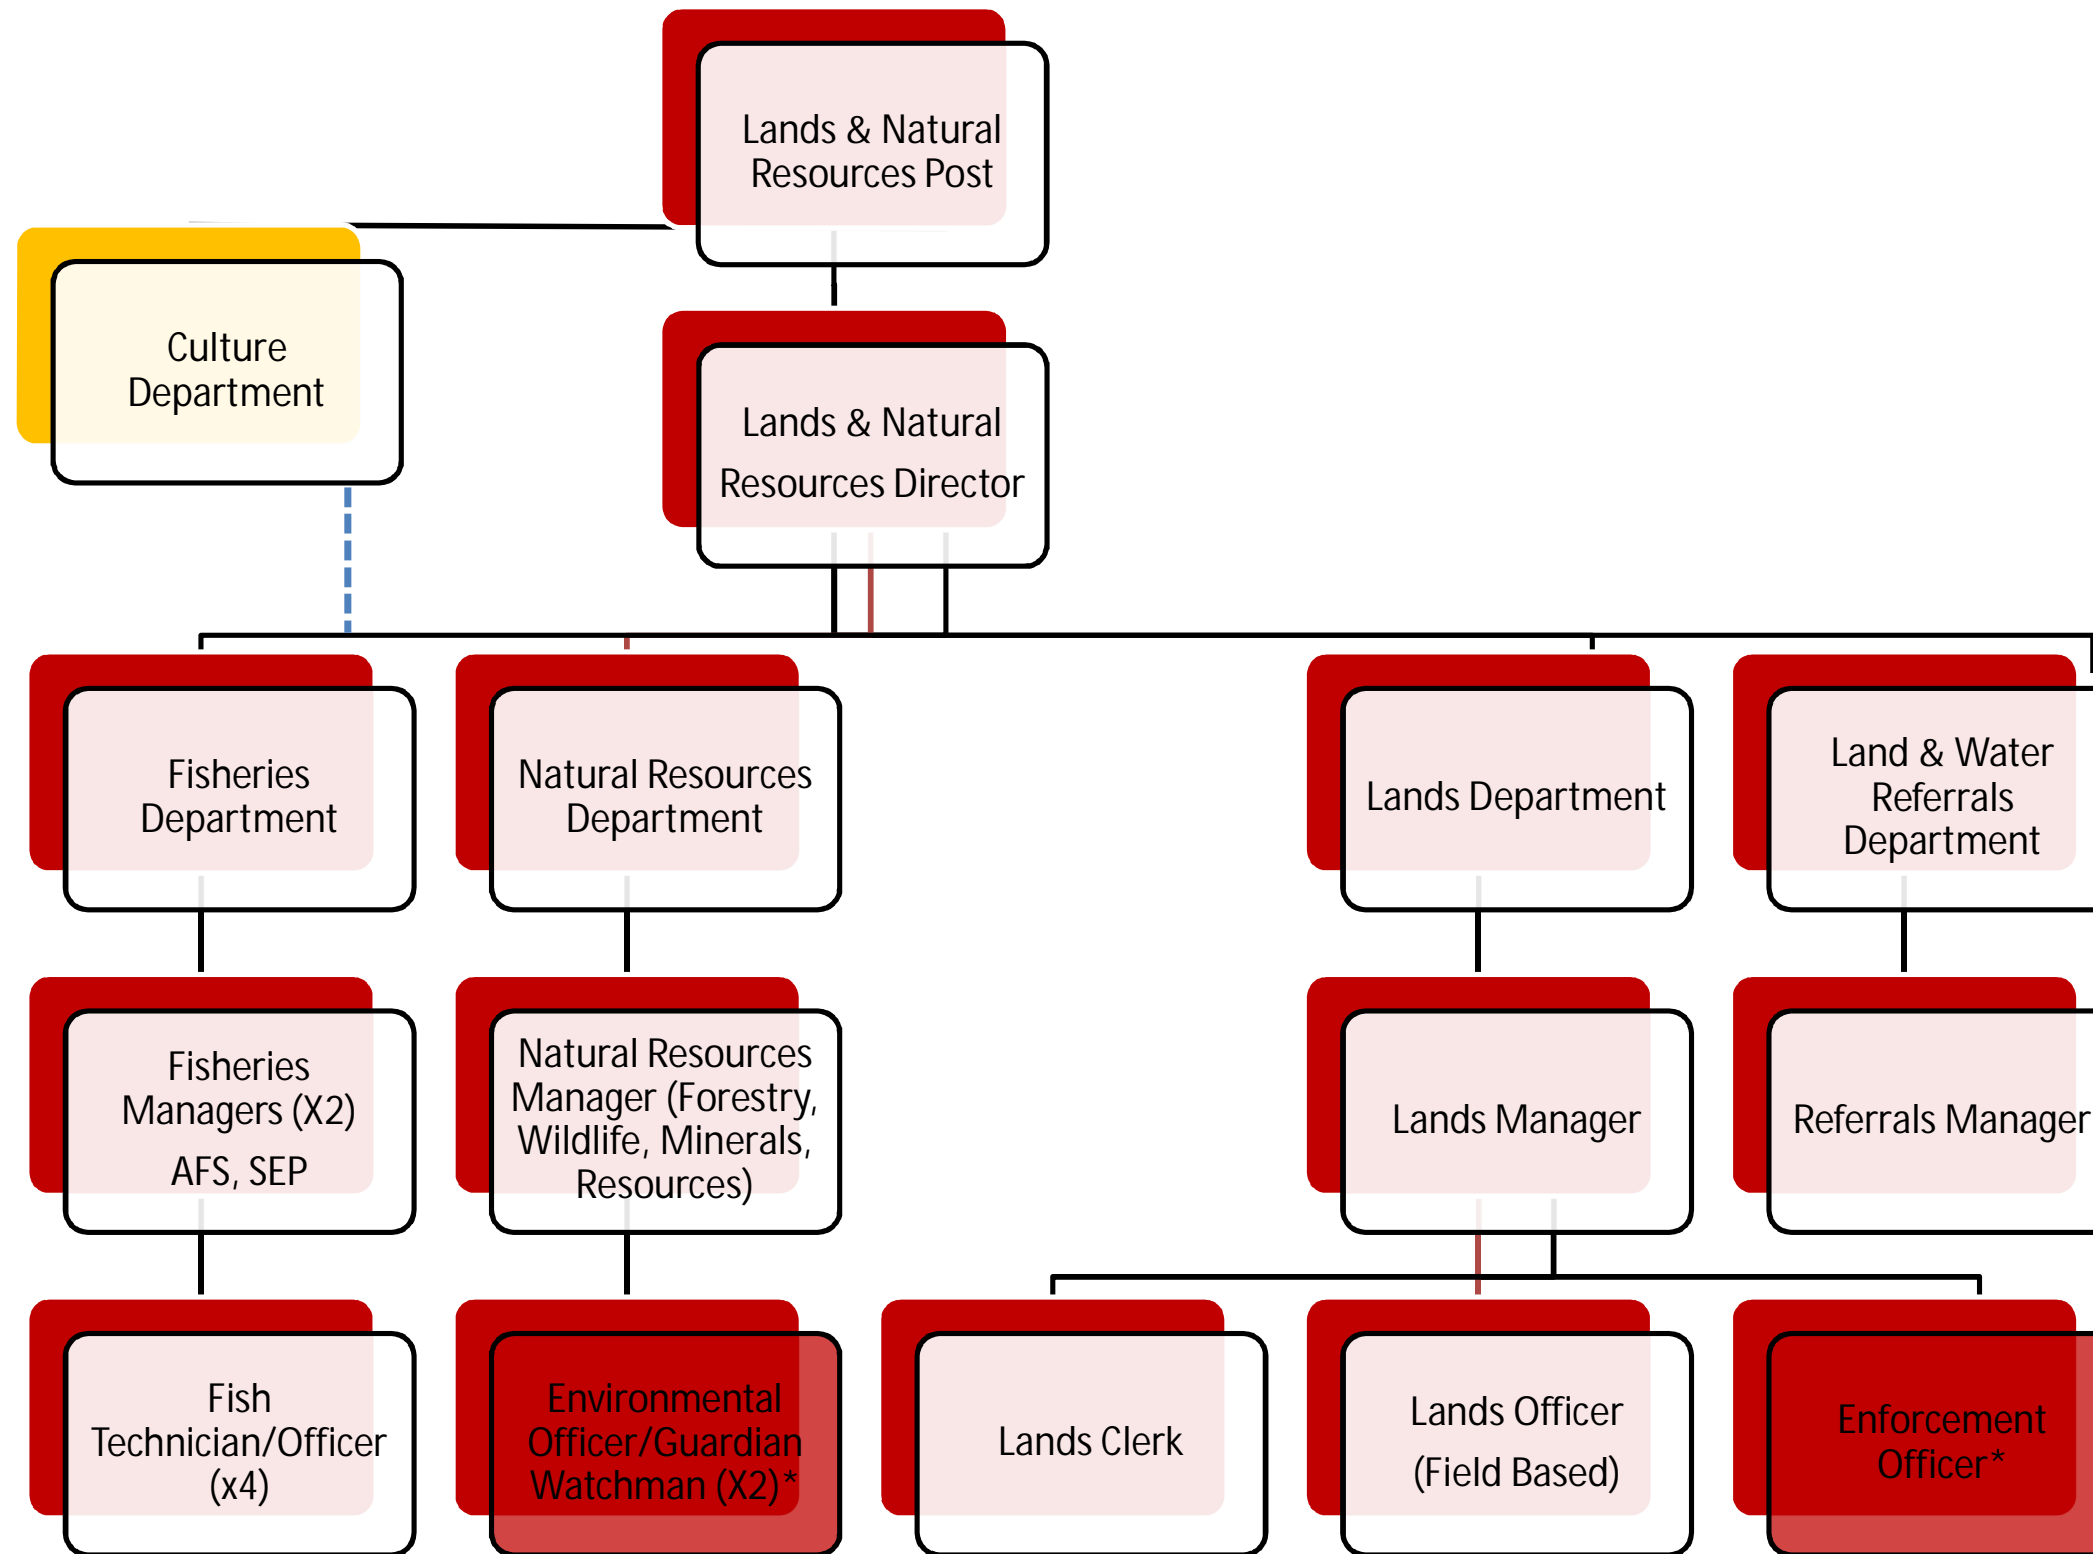 Lands & Natural
Resources Post
Culture
Department
Lands & Natural
Resources Director
Fisheries
Department
Natural Resources
Department
Lands Department
Land & Water
Referrals
Department
Fisheries
Managers (X2)
AFS, SEP
Natural Resources
Manager (Forestry,
Wildlife, Minerals,
Resources)
Lands Manager
Referrals Manager
Fish
Technician/Officer
(x4)
Environmental
Officer/Guardian
Watchman (X2)*
Lands Clerk
Lands Officer
(Field Based)
Enforcement
Officer*